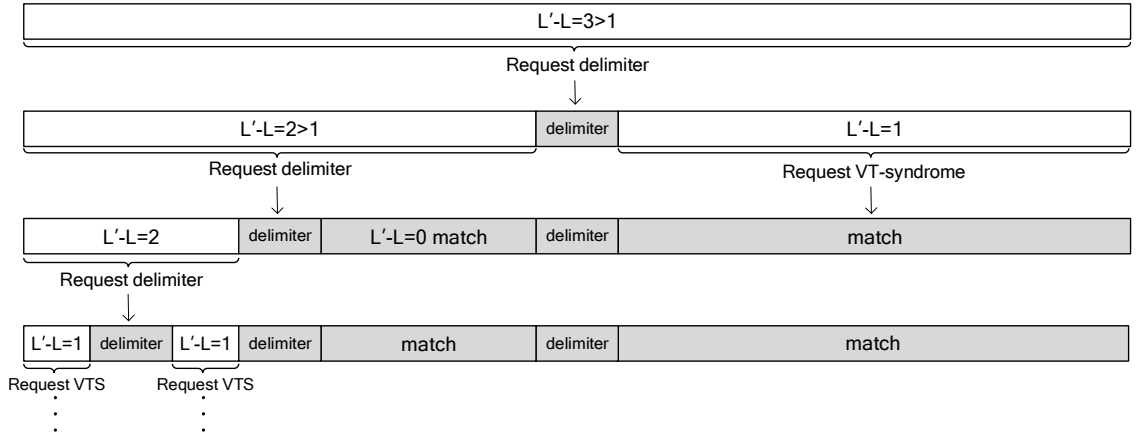 L′-L=3>1
Request delimiter
L′-L=2>1 delimiter L′-L=1
Request delimiter Request VT-syndrome
L′-L=2 delimiter L′-L=0 match delimiter match
Request delimiter
L′-L=1 delimiter L′-L=1 delimiter match delimiter match
Request VTS Request VTS